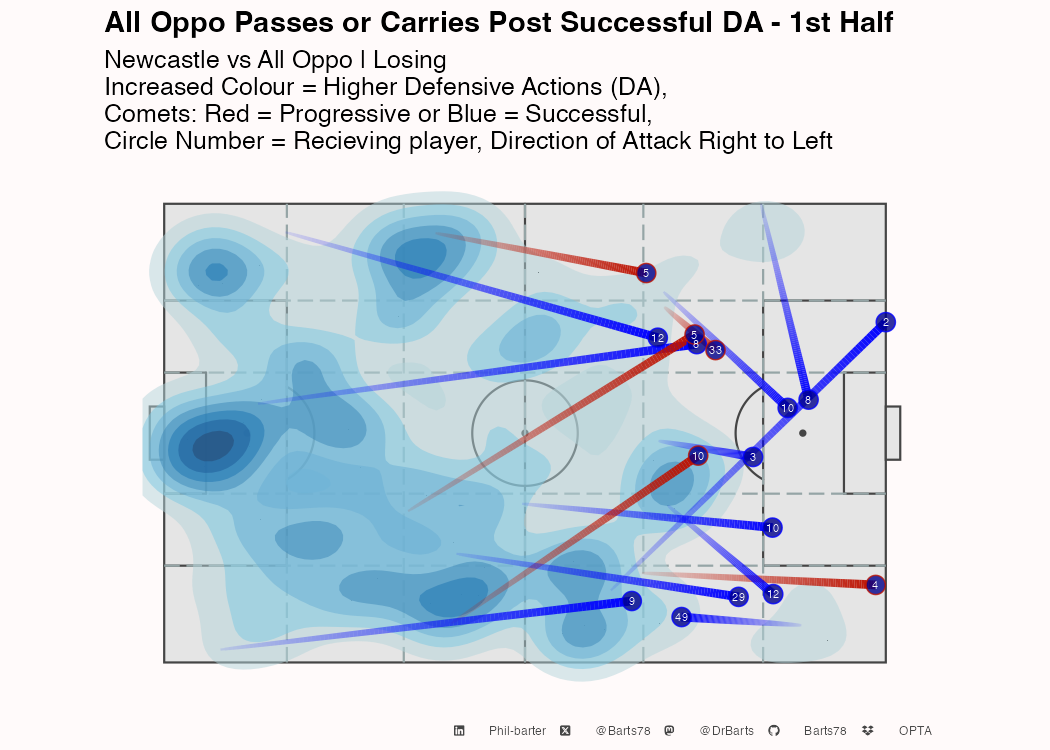 All Oppo Passes or Carries Post Successful DA - 1st Half
Newcastle vs All Oppo | Losing
Increased Colour = Higher Defensive Actions (DA),
Comets: Red = Progressive or Blue = Successful,
Circle Number = Recieving player, Direction of Attack Right to Left
5
2
12
5
8
33
8
10
10
3
10
4
12
29
9
49
Phil-barter
@Barts78
@DrBarts
Barts78
OPTA